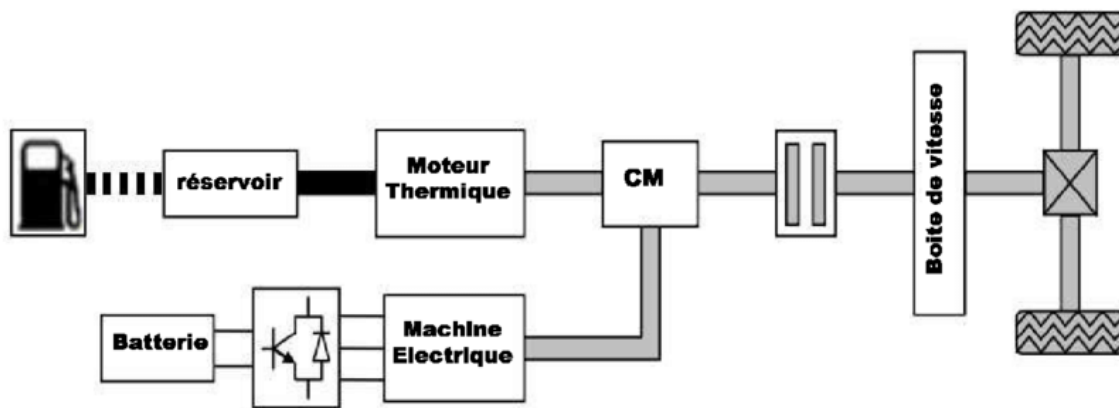 réservoir
Moteur
Thermique
CM
Boite de vitesse
Batterie
Machine
Electrique